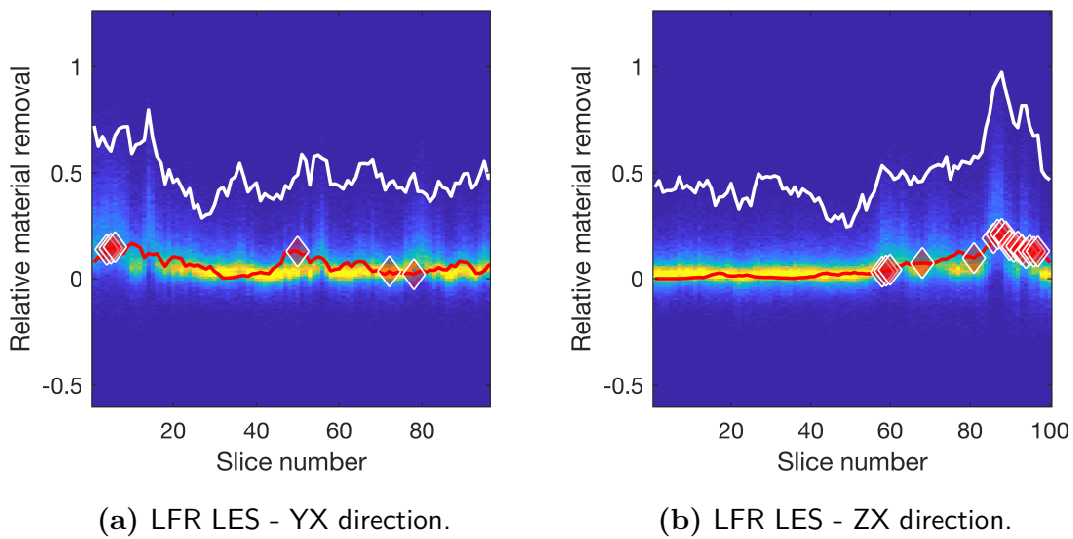 Relative material removal
1
0.5
0
-0.5
20
40
60
80
Slice number
(a) LFR LES - YX direction.
Relative material removal
1
0.5
0
-0.5
20
40
60
80
100
Slice number
(b) LFR LES - ZX direction.